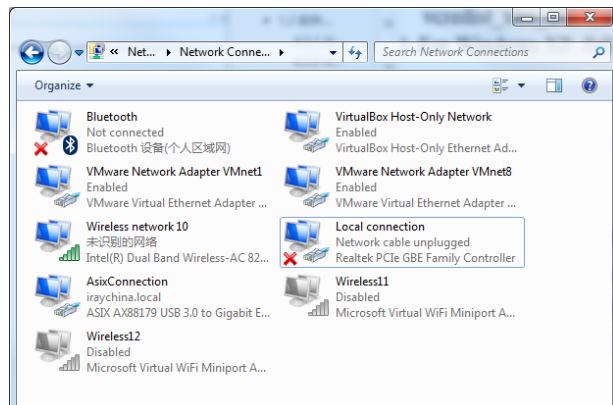 « Net... ▸ Network Conne... ▸
Search Network Connections
Organize
Bluetooth
Not connected
Bluetooth 设备(个人区域网)
VirtualBox Host-Only Network
Enabled
VirtualBox Host-Only Ethernet Ad...
VMware Network Adapter VMnet1
Enabled
VMware Virtual Ethernet Adapter ...
VMware Network Adapter VMnet8
Enabled
VMware Virtual Ethernet Adapter ...
Wireless network 10
未识别的网络
Intel(R) Dual Band Wireless-AC 82...
Local connection
Network cable unplugged
Realtek PCIe GBE Family Controller
AsixConnection
iraychina.local
ASIX AX88179 USB 3.0 to Gigabit E...
Wireless11
Disabled
Microsoft Virtual WiFi Miniport A...
Wireless12
Disabled
Microsoft Virtual WiFi Miniport A...